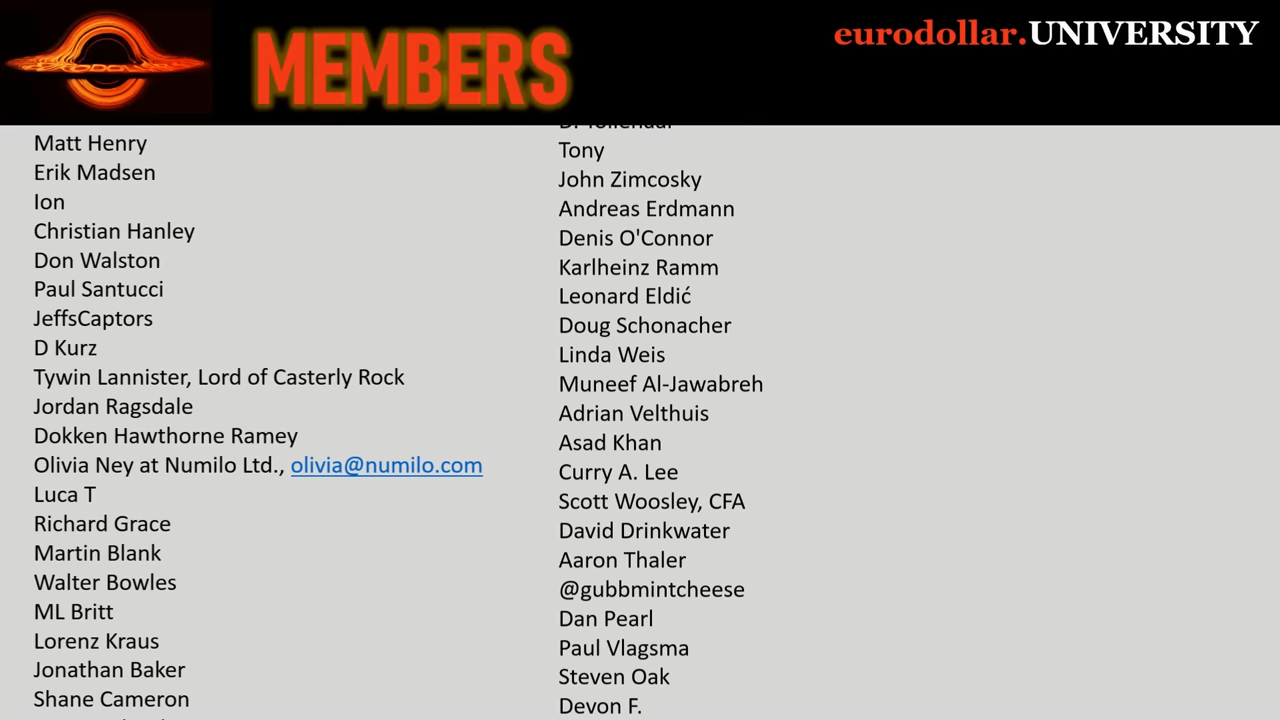 MEMBERS
eurodollar.UNIVERSITY
Matt Henry
Erik Madsen
Ion
Christian Hanley
Don Walston
Paul Santucci
JeffsCaptors
D Kurz
Tywin Lannister, Lord of Casterly Rock
Jordan Ragsdale
Dokken Hawthorne Ramey
Olivia Ney at Numilo Ltd., olivia@numilo.com
Luca T
Richard Grace
Martin Blank
Walter Bowles
ML Britt
Lorenz Kraus
Jonathan Baker
Shane Cameron
Tony
John Zimcosky
Andreas Erdmann
Denis O'Connor
Karlheinz Ramm
Leonard Eldić
Doug Schonacher
Linda Weis
Muneef Al-Jawabreh
Adrian Velthuis
Asad Khan
Curry A. Lee
Scott Woosley, CFA
David Drinkwater
Aaron Thaler
@gubbmintcheese
Dan Pearl
Paul Vlagsma
Steven Oak
Devon F.